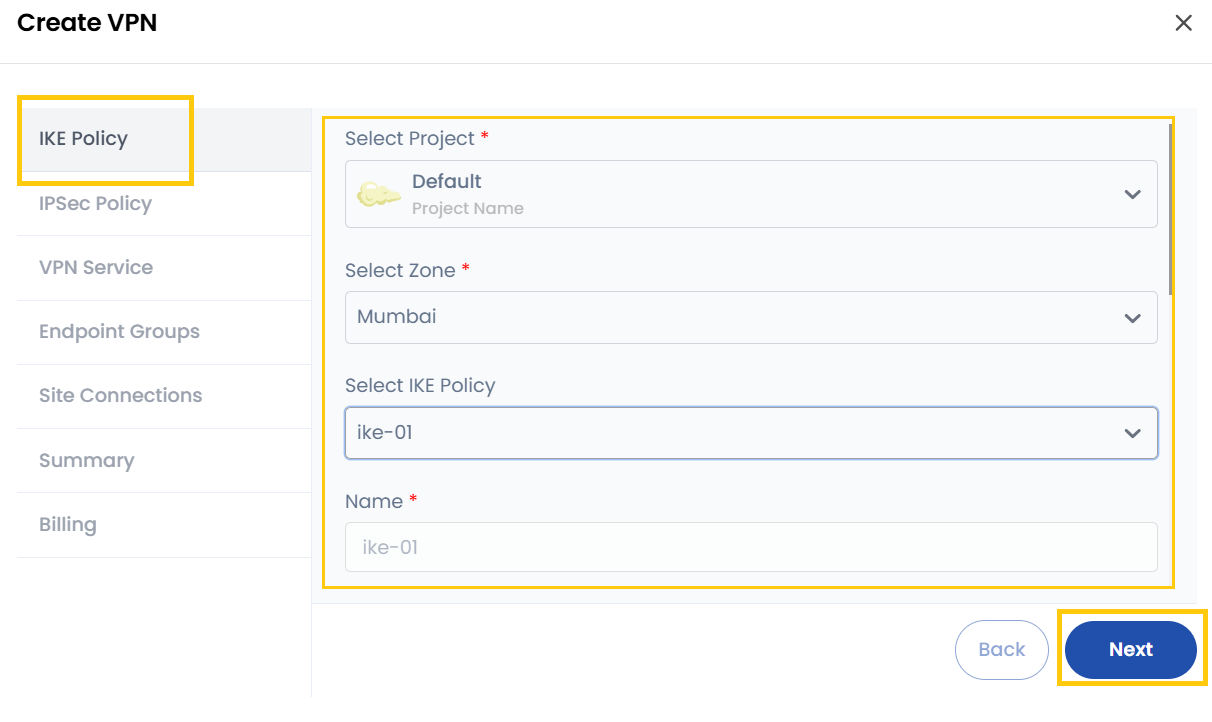 Create VPN
IKE Policy
IPSec Policy
VPN Service
Endpoint Groups
Site Connections
Summary
Billing
Select Project *
Default
Project Name
Select Zone *
Mumbai
Select IKE Policy
ike-01
Name *
ike-01
Back
Next